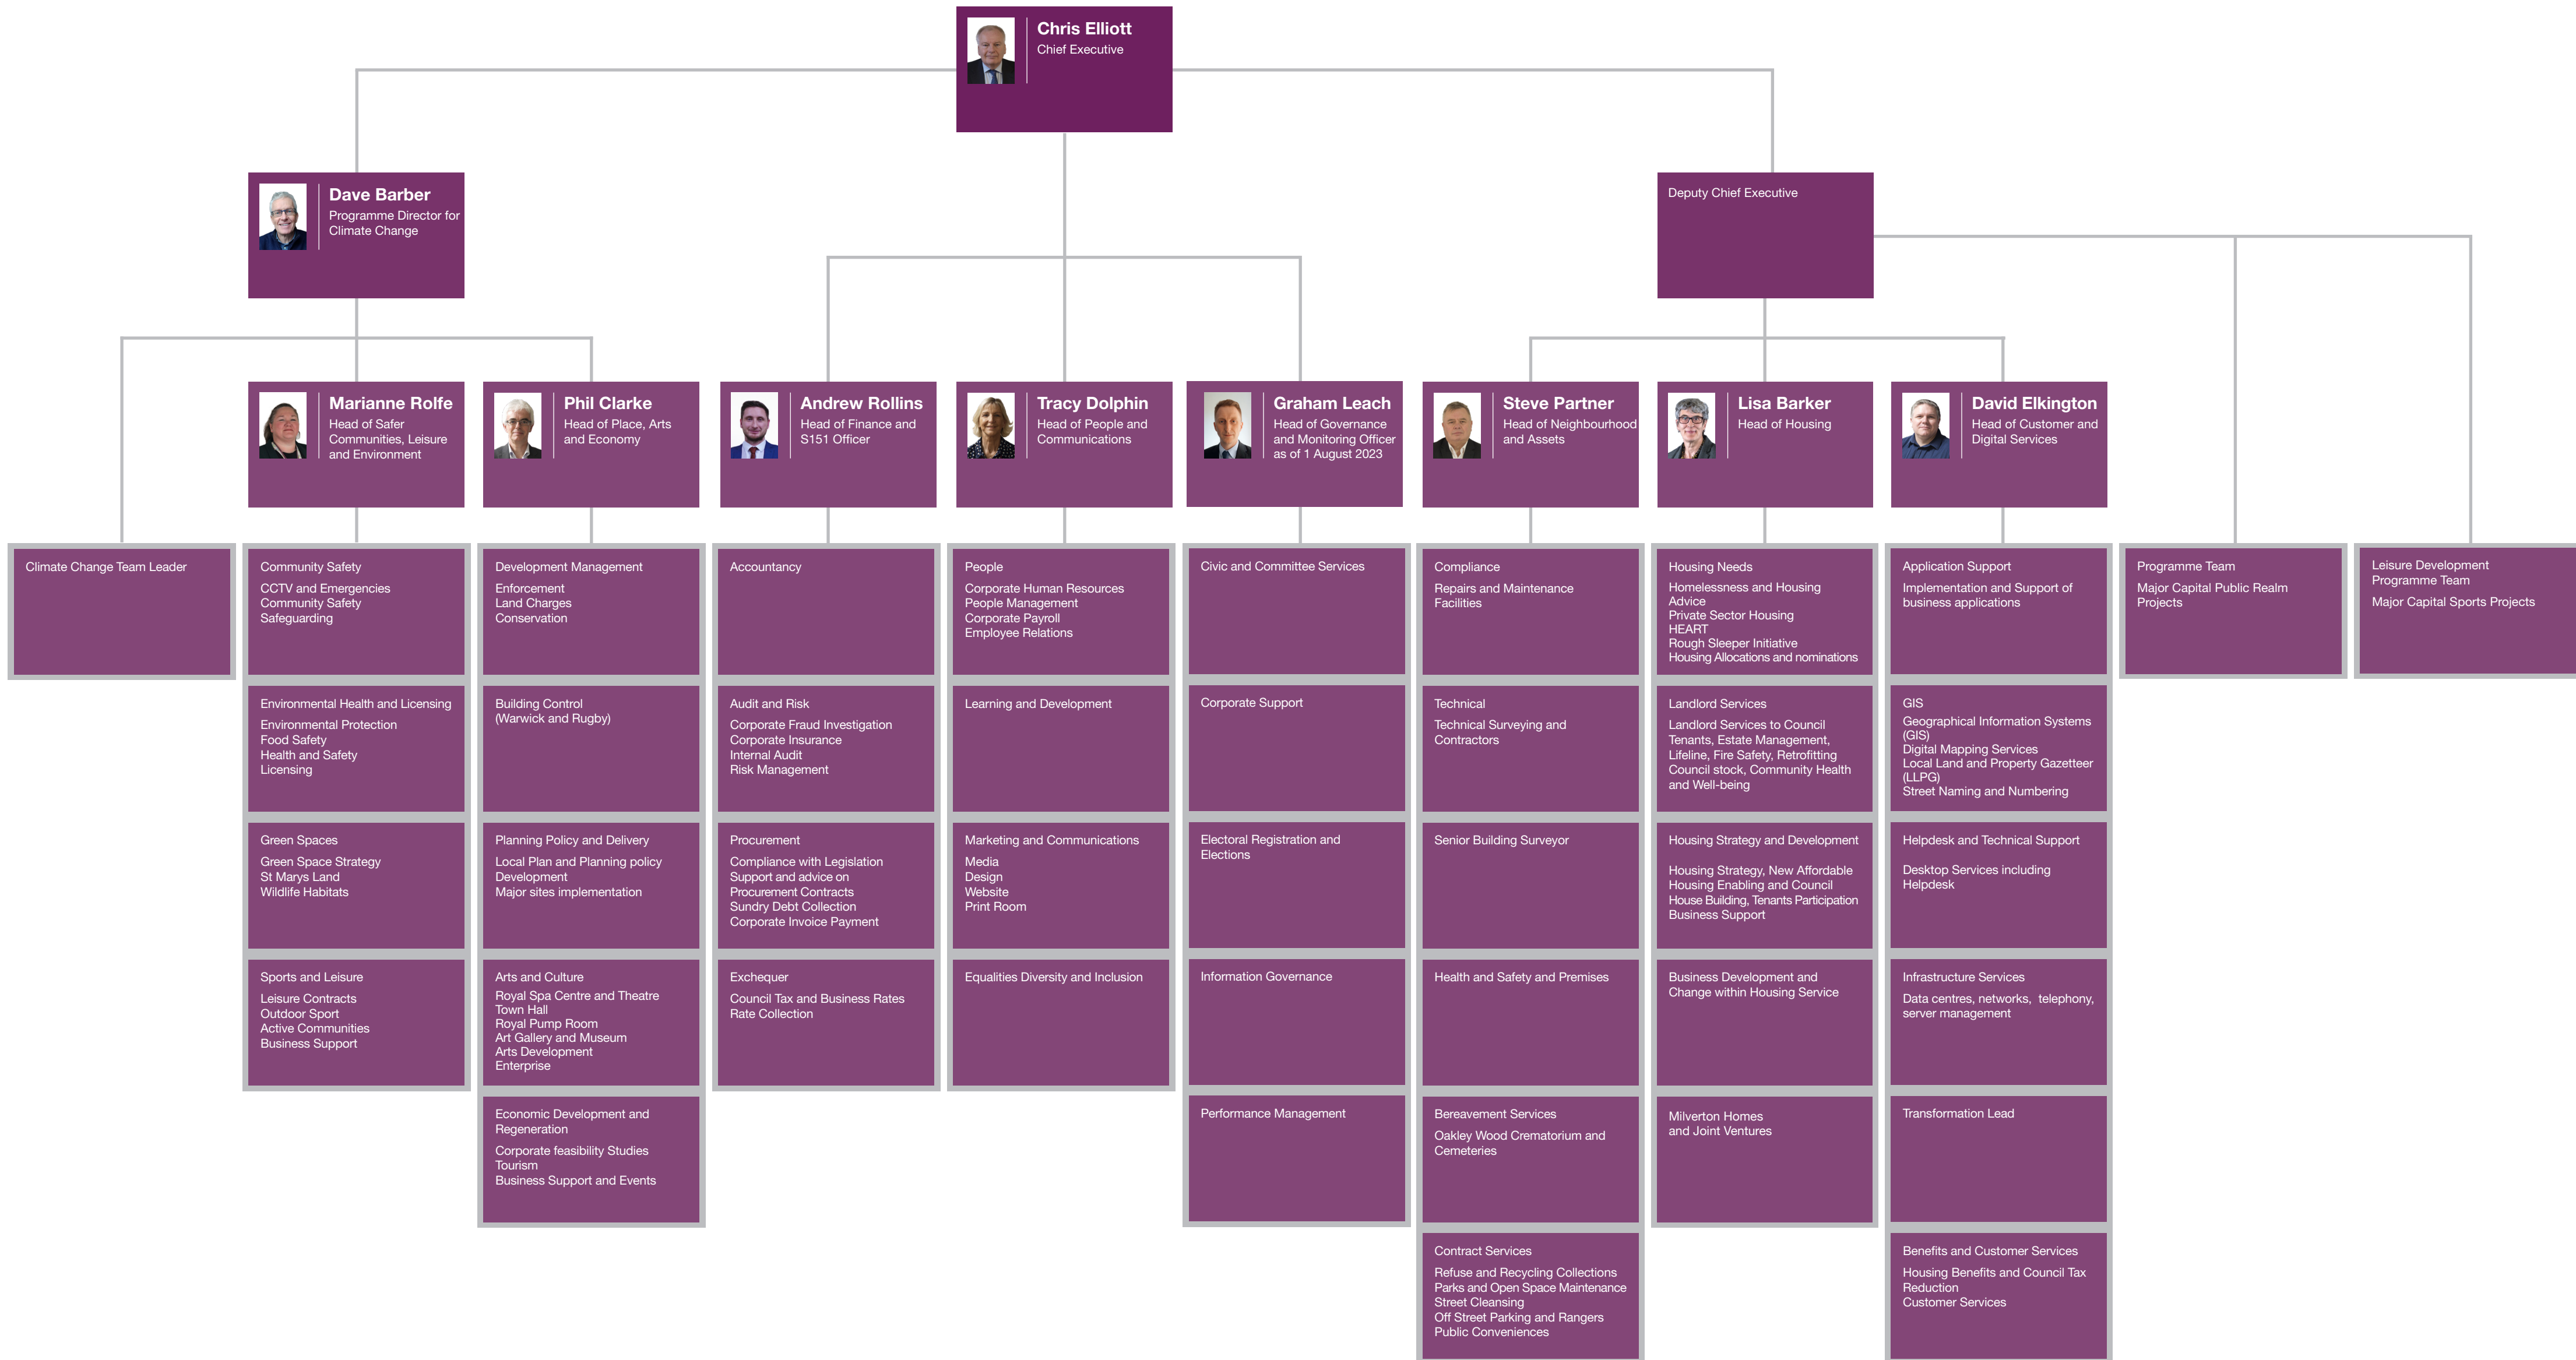 Chris Elliott
Chief Executive
Dave Barber
Programme Director for
Climate Change
Deputy Chief Executive
Marianne Rolfe
Head of Safer
Communities, Leisure
and Environment
Phil Clarke
Head of Place, Arts
and Economy
Andrew Rollins
Head of Finance and
S151 Officer
Tracy Dolphin
Head of People and
Communications
Graham Leach
Head of Governance
and Monitoring Officer
as of 1 August 2023
Steve Partner
Head of Neighbourhood
and Assets
Lisa Barker
Head of Housing
David Elkington
Head of Customer and
Digital Services
Climate Change Team Leader
Community Safety
CCTV and Emergencies
Community Safety
Safeguarding
Environmental Health and Licensing
Environmental Protection
Food Safety
Health and Safety
Licensing
Green Spaces
Green Space Strategy
St Marys Land
Wildlife Habitats
Sports and Leisure
Leisure Contracts
Outdoor Sport
Active Communities
Business Support
Development Management
Enforcement
Land Charges
Conservation
Building Control
(Warwick and Rugby)
Planning Policy and Delivery
Local Plan and Planning policy
Development
Major sites implementation
Arts and Culture
Royal Spa Centre and Theatre
Town Hall
Royal Pump Room
Art Gallery and Museum
Arts Development
Enterprise
Economic Development and
Regeneration
Corporate feasibility Studies
Tourism
Business Support and Events
Accountancy
Audit and Risk
Corporate Fraud Investigation
Corporate Insurance
Internal Audit
Risk Management
Procurement
Compliance with Legislation
Support and advice on
Procurement Contracts
Sundry Debt Collection
Corporate Invoice Payment
Exchequer
Council Tax and Business Rates
Rate Collection
People
Corporate Human Resources
People Management
Corporate Payroll
Employee Relations
Learning and Development
Marketing and Communications
Media
Design
Website
Print Room
Equalities Diversity and Inclusion
Civic and Committee Services
Corporate Support
Electoral Registration and
Elections
Information Governance
Performance Management
Compliance
Repairs and Maintenance
Facilities
Technical
Technical Surveying and
Contractors
Senior Building Surveyor
Health and Safety and Premises
Bereavement Services
Oakley Wood Crematorium and
Cemeteries
Contract Services
Refuse and Recycling Collections
Parks and Open Space Maintenance
Street Cleansing
Off Street Parking and Rangers
Public Conveniences
Housing Needs
Homelessness and Housing
Advice
Private Sector Housing
HEART
Rough Sleeper Initiative
Housing Allocations and nominations
Landlord Services
Landlord Services to Council
Tenants, Estate Management,
Lifeline, Fire Safety, Retrofitting
Council stock, Community Health
and Well-being
Housing Strategy and Development
Housing Strategy, New Affordable
Housing Enabling and Council
House Building, Tenants Participation
Business Support
Business Development and
Change within Housing Service
Milverton Homes
and Joint Ventures
Application Support
Implementation and Support of
business applications
GIS
Geographical Information Systems
(GIS)
Digital Mapping Services
Local Land and Property Gazetteer
(LLPG)
Street Naming and Numbering
Helpdesk and Technical Support
Desktop Services including
Helpdesk
Infrastructure Services
Data centres, networks,  telephony,
server management
Transformation Lead
Benefits and Customer Services
Housing Benefits and Council Tax
Reduction
Customer Services
Programme Team
Major Capital Public Realm
Projects
Leisure Development
Programme Team
Major Capital Sports Projects